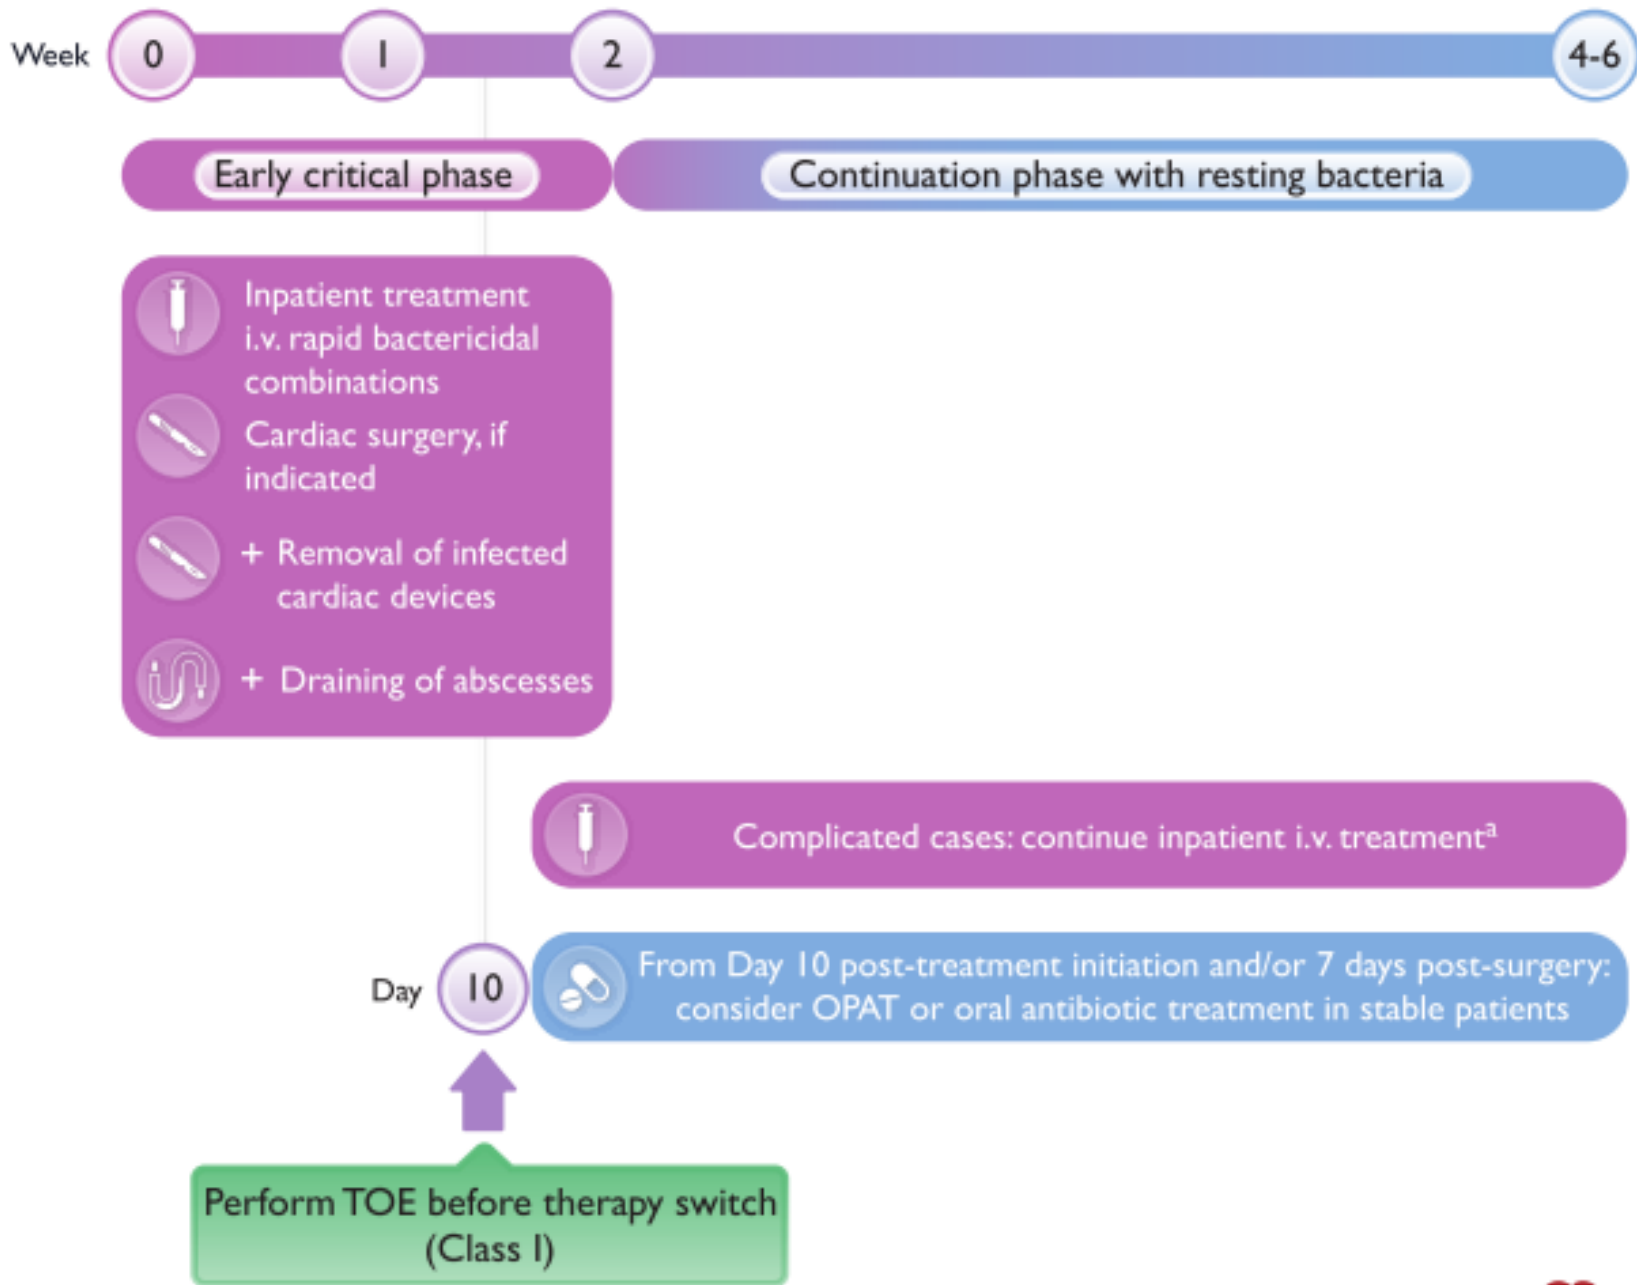 Week 0 1 2 4-6
Early critical phase
Continuation phase with resting bacteria
Inpatient treatment
i.v. rapid bactericidal
combinations
Cardiac surgery, if
indicated
+ Removal of infected
cardiac devices
+ Draining of abscesses
Complicated cases: continue inpatient i.v. treatmentᵃ
Day 10
From Day 10 post-treatment initiation and/or 7 days post-surgery:
consider OPAT or oral antibiotic treatment in stable patients
Perform TOE before therapy switch
(Class I)